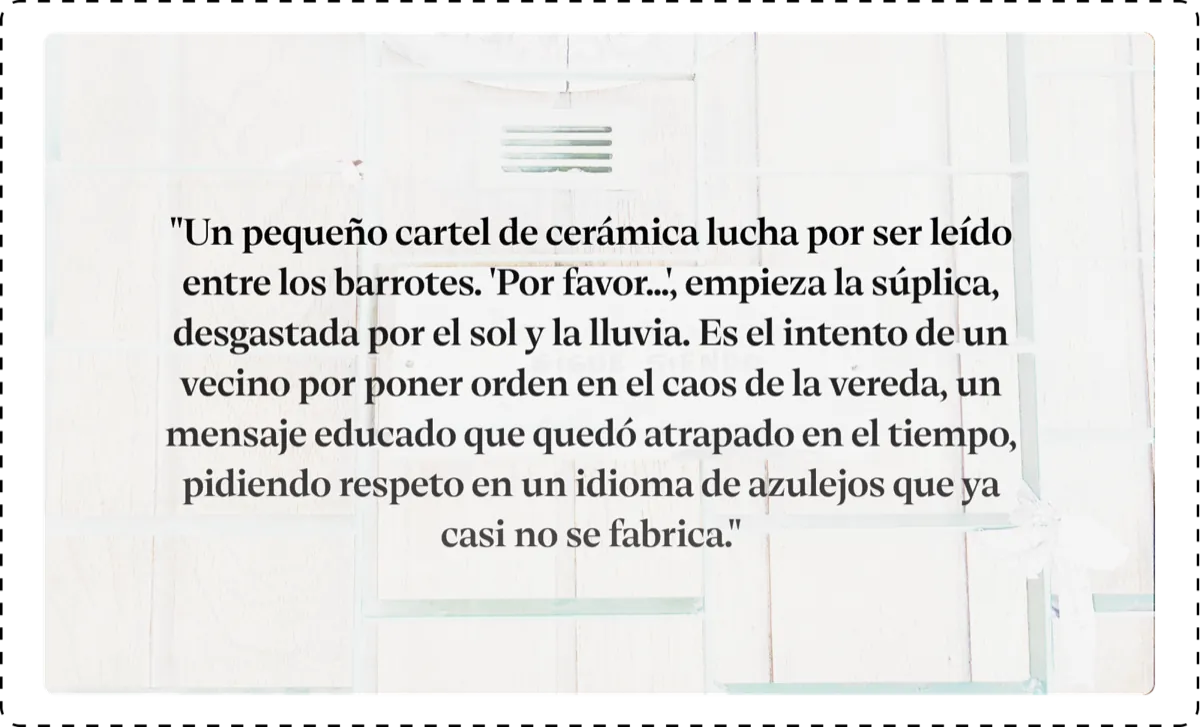 "Un pequeño cartel de cerámica lucha por ser leído
entre los barrotes. 'Por favor...', empieza la súplica,
desgastada por el sol y la lluvia. Es el intento de un
vecino por poner orden en el caos de la vereda, un
mensaje educado que quedó atrapado en el tiempo,
pidiendo respeto en un idioma de azulejos que ya
casi no se fabrica."